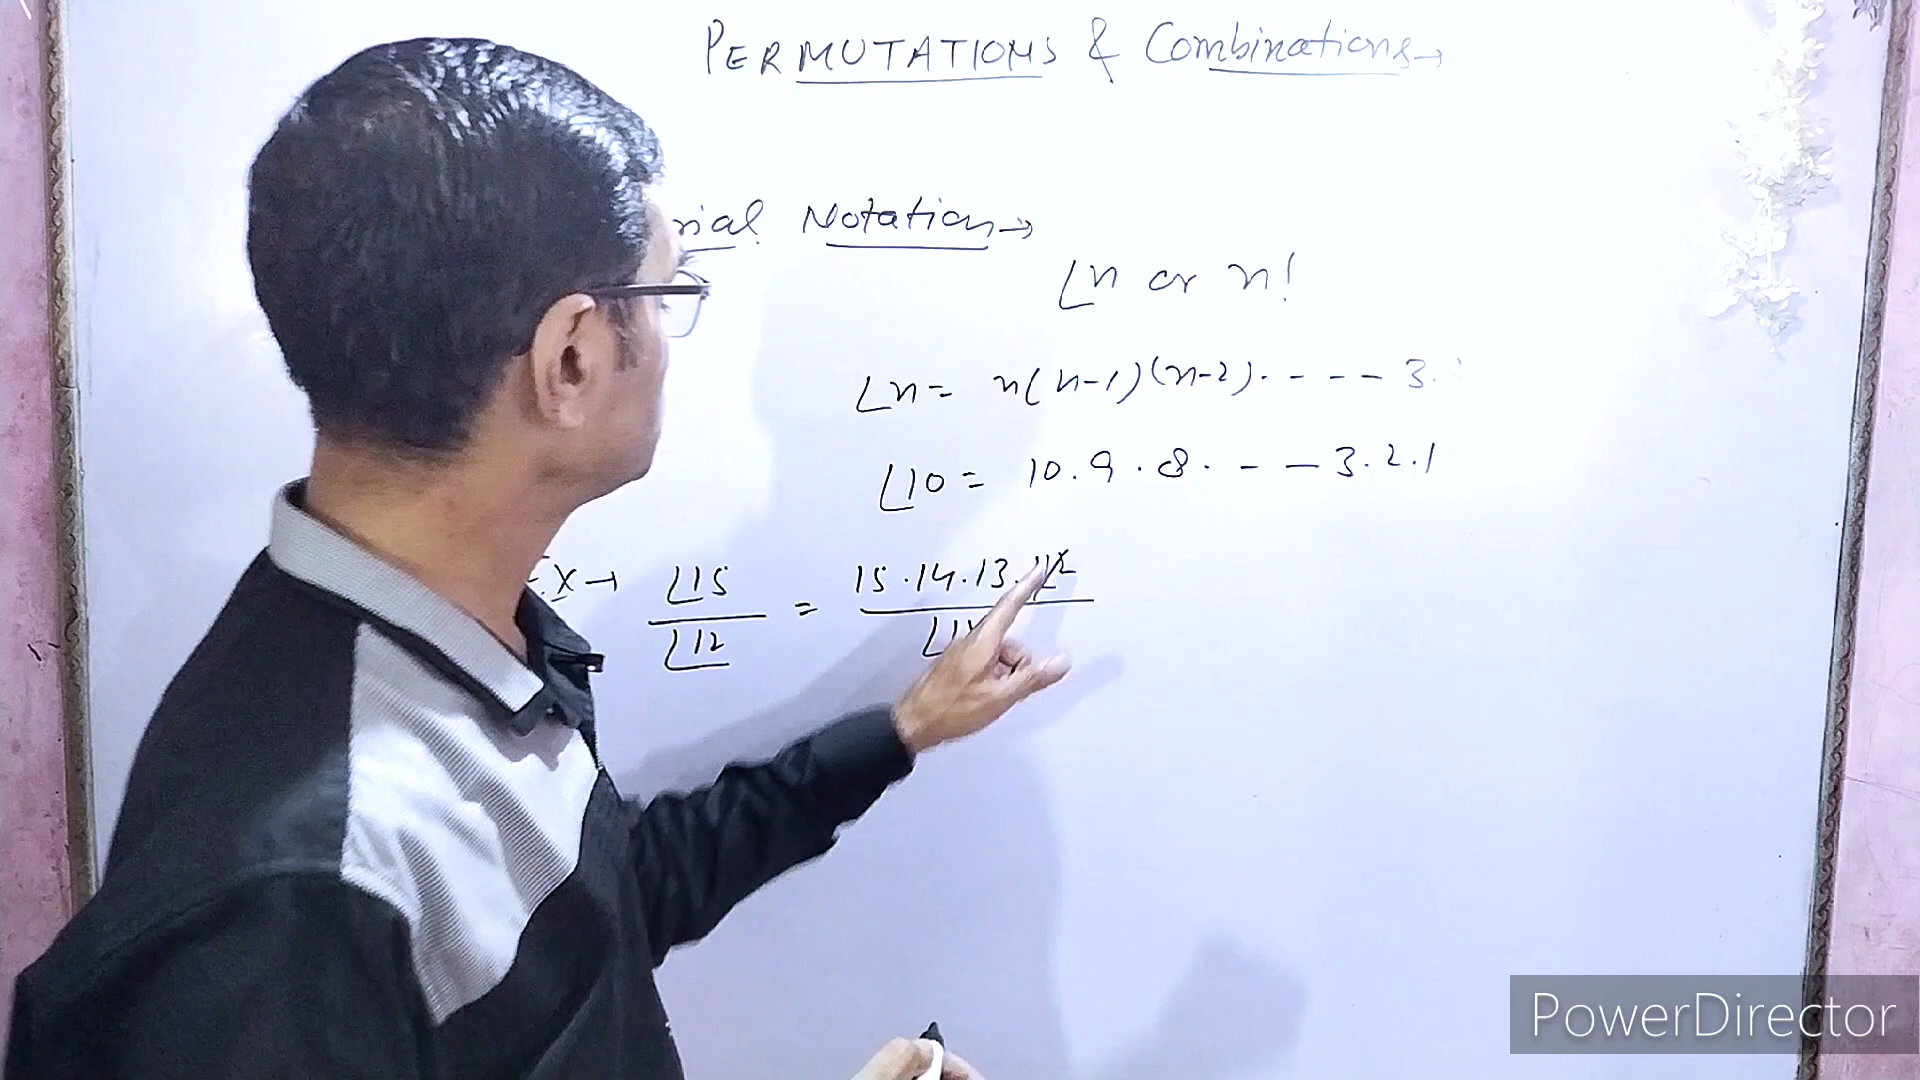 PERMUTATIONS & Combinations→
rial Notation→
∟n or n!
∟n = n(n-1)(n-2). - - - - 3.
∟10 = 10.9.8. - - 3.2.1
Ex→ ∟15/∟12 = 15.14.13.∟12/∟12
PowerDirector